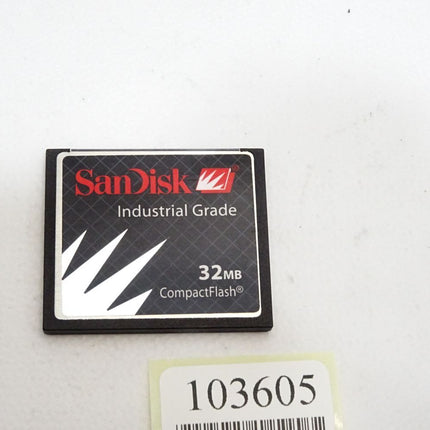 SanDisk
Industrial Grade
32MB
CompactFlash®
103605